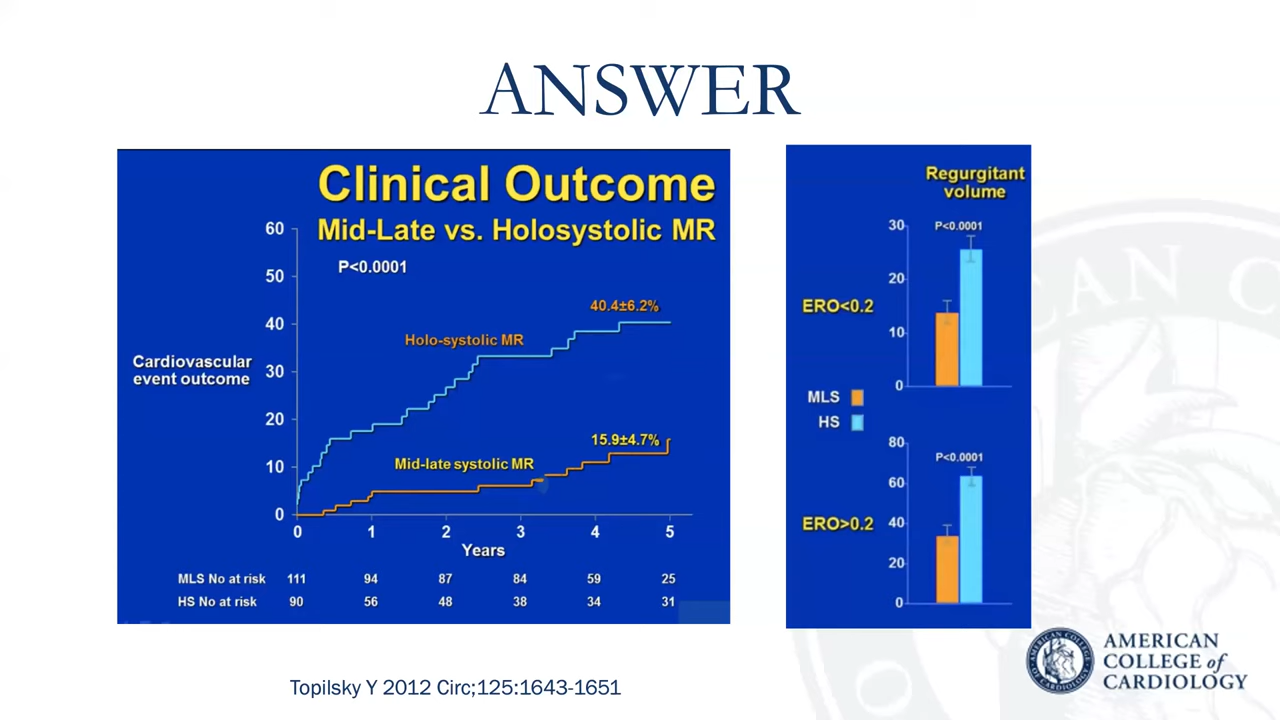 ANSWER
Clinical Outcome
Mid-Late vs. Holosystolic MR
60
50
40
30
20
10
0
P<0.0001
Cardiovascular
event outcome
Holo-systolic MR
40.4±6.2%
Mid-late systolic MR
15.9±4.7%
0 1 2 3 4 5
Years
MLS No at risk 111 94 87 84 59 25
HS No at risk 90 56 48 38 34 31
Regurgitant
volume
ERO<0.2
30
20
10
0
P<0.0001
MLS
HS
ERO>0.2
80
60
40
20
0
P<0.0001
Topilsky Y 2012 Circ;125:1643-1651
AMERICAN
COLLEGE of
CARDIOLOGY